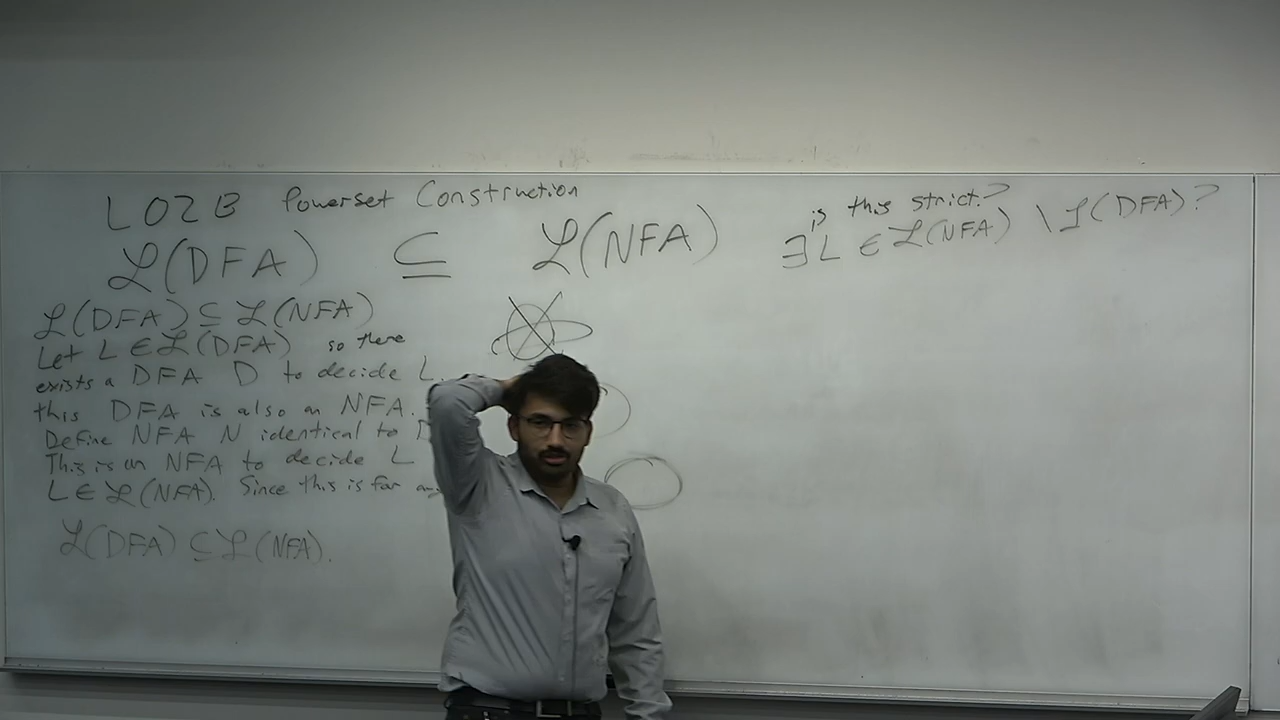 L02B Powerset Construction
ℒ(DFA) ⊆ ℒ(NFA)
is this strict?
∃L ∈ ℒ(NFA) \ ℒ(DFA)?
ℒ(DFA) ⊆ ℒ(NFA)
Let L ∈ ℒ(DFA) so there
exists a DFA D to decide L.
this DFA is also an NFA.
Define NFA N identical to
This is an NFA to decide L
L ∈ ℒ(NFA). Since this is for
ℒ(DFA) ⊆ ℒ(NFA).